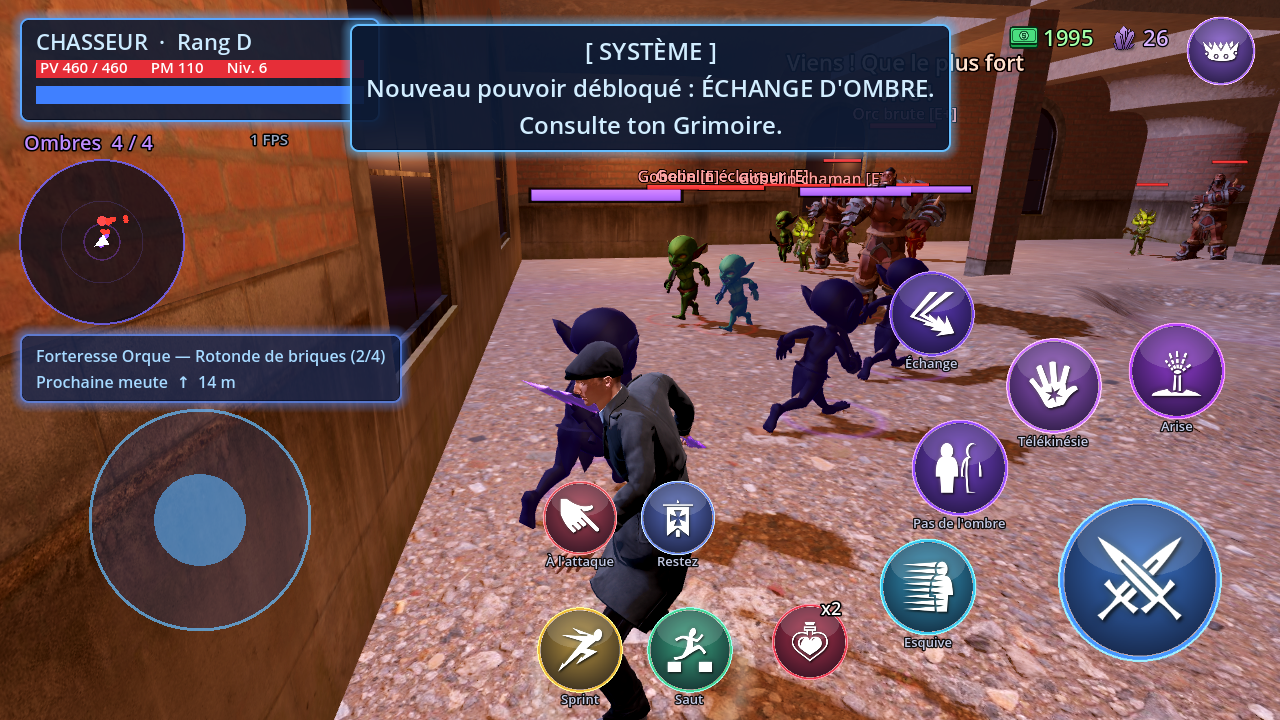 CHASSEUR · Rang D
PV 460 / 460 PM 110 Niv. 6
[ SYSTÈME ]
Nouveau pouvoir débloqué : ÉCHANGE D'OMBRE.
Consulte ton Grimoire.
1995
26
Viens ! Que le plus fort
Orc brute [E+]
Ombres 4 / 4
1 FPS
Forteresse Orque — Rotonde de briques (2/4)
Prochaine meute ↑ 14 m
Échange
Télékinésie
Arise
Pas de l'ombre
À l'attaque
Restez
Esquive
x2
Sprint
Saut